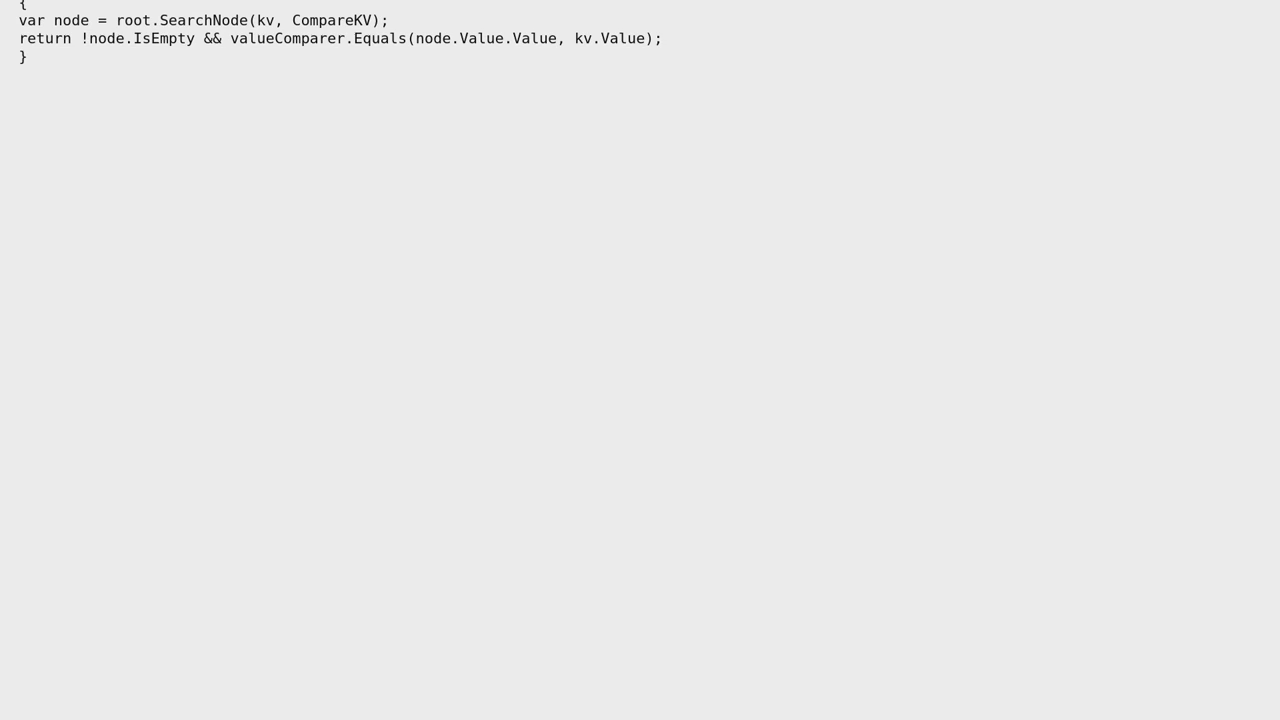 {
var node = root.SearchNode(kv, CompareKV);
return !node.IsEmpty && valueComparer.Equals(node.Value.Value, kv.Value);
}